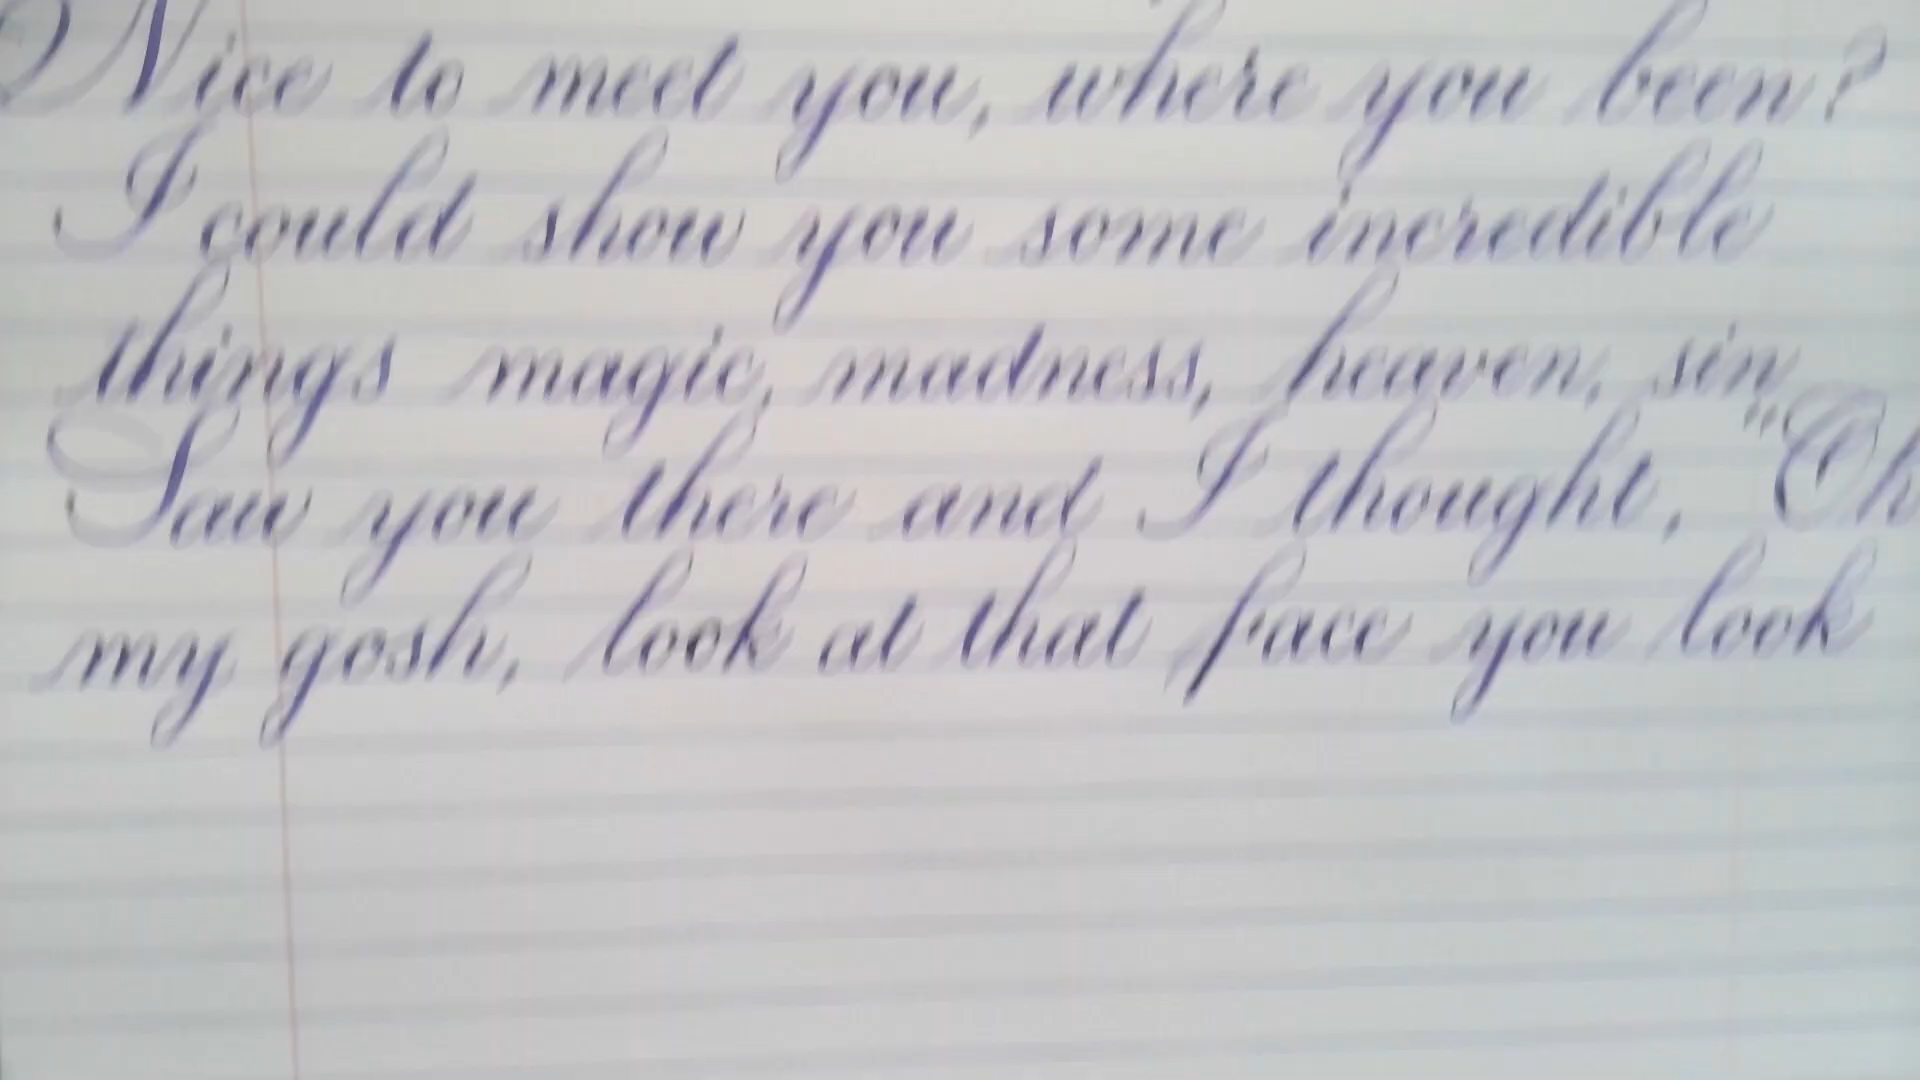 Nice to meet you, where you been?
I could show you some incredible
things magic, madness, heaven, sin
Saw you there and I thought, "Oh
my gosh, look at that face you look